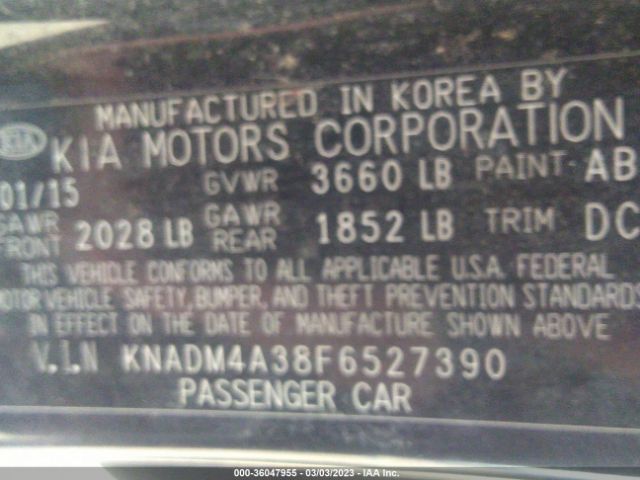 MANUFACTURED IN KOREA BY
KIA KIA MOTORS CORPORATION
01/15 GVWR 3660 LB PAINT: AB
GAWR FRONT 2028 LB GAWR REAR 1852 LB TRIM DC
THIS VEHICLE CONFORMS TO ALL APPLICABLE U.S.A. FEDERAL
MOTOR VEHICLE SAFETY, BUMPER, AND THEFT PREVENTION STANDARDS
IN EFFECT ON THE DATE OF MANUFACTURE SHOWN ABOVE
V.I.N KNADM4A38F6527390
PASSENGER CAR
000-36047955 — 03/03/2023 — IAA Inc.